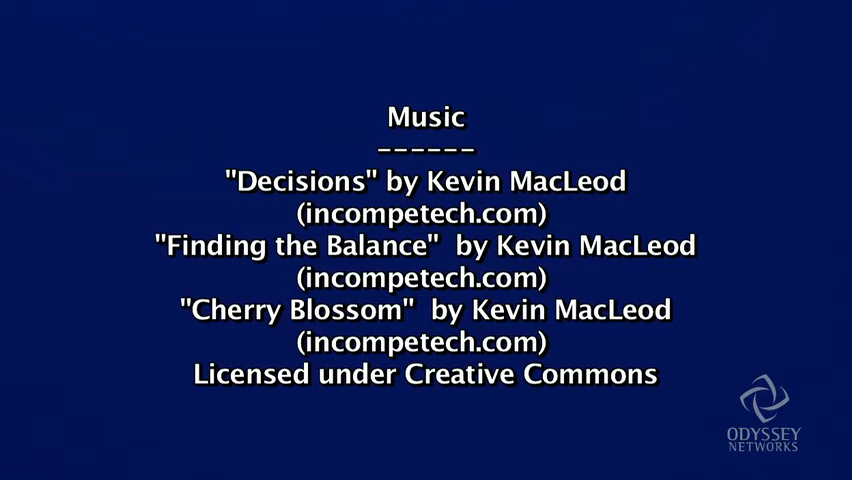 Music
------
"Decisions" by Kevin MacLeod
(incompetech.com)
"Finding the Balance"  by Kevin MacLeod
(incompetech.com)
"Cherry Blossom"  by Kevin MacLeod
(incompetech.com)
Licensed under Creative Commons
ODYSSEY
NETWORKS